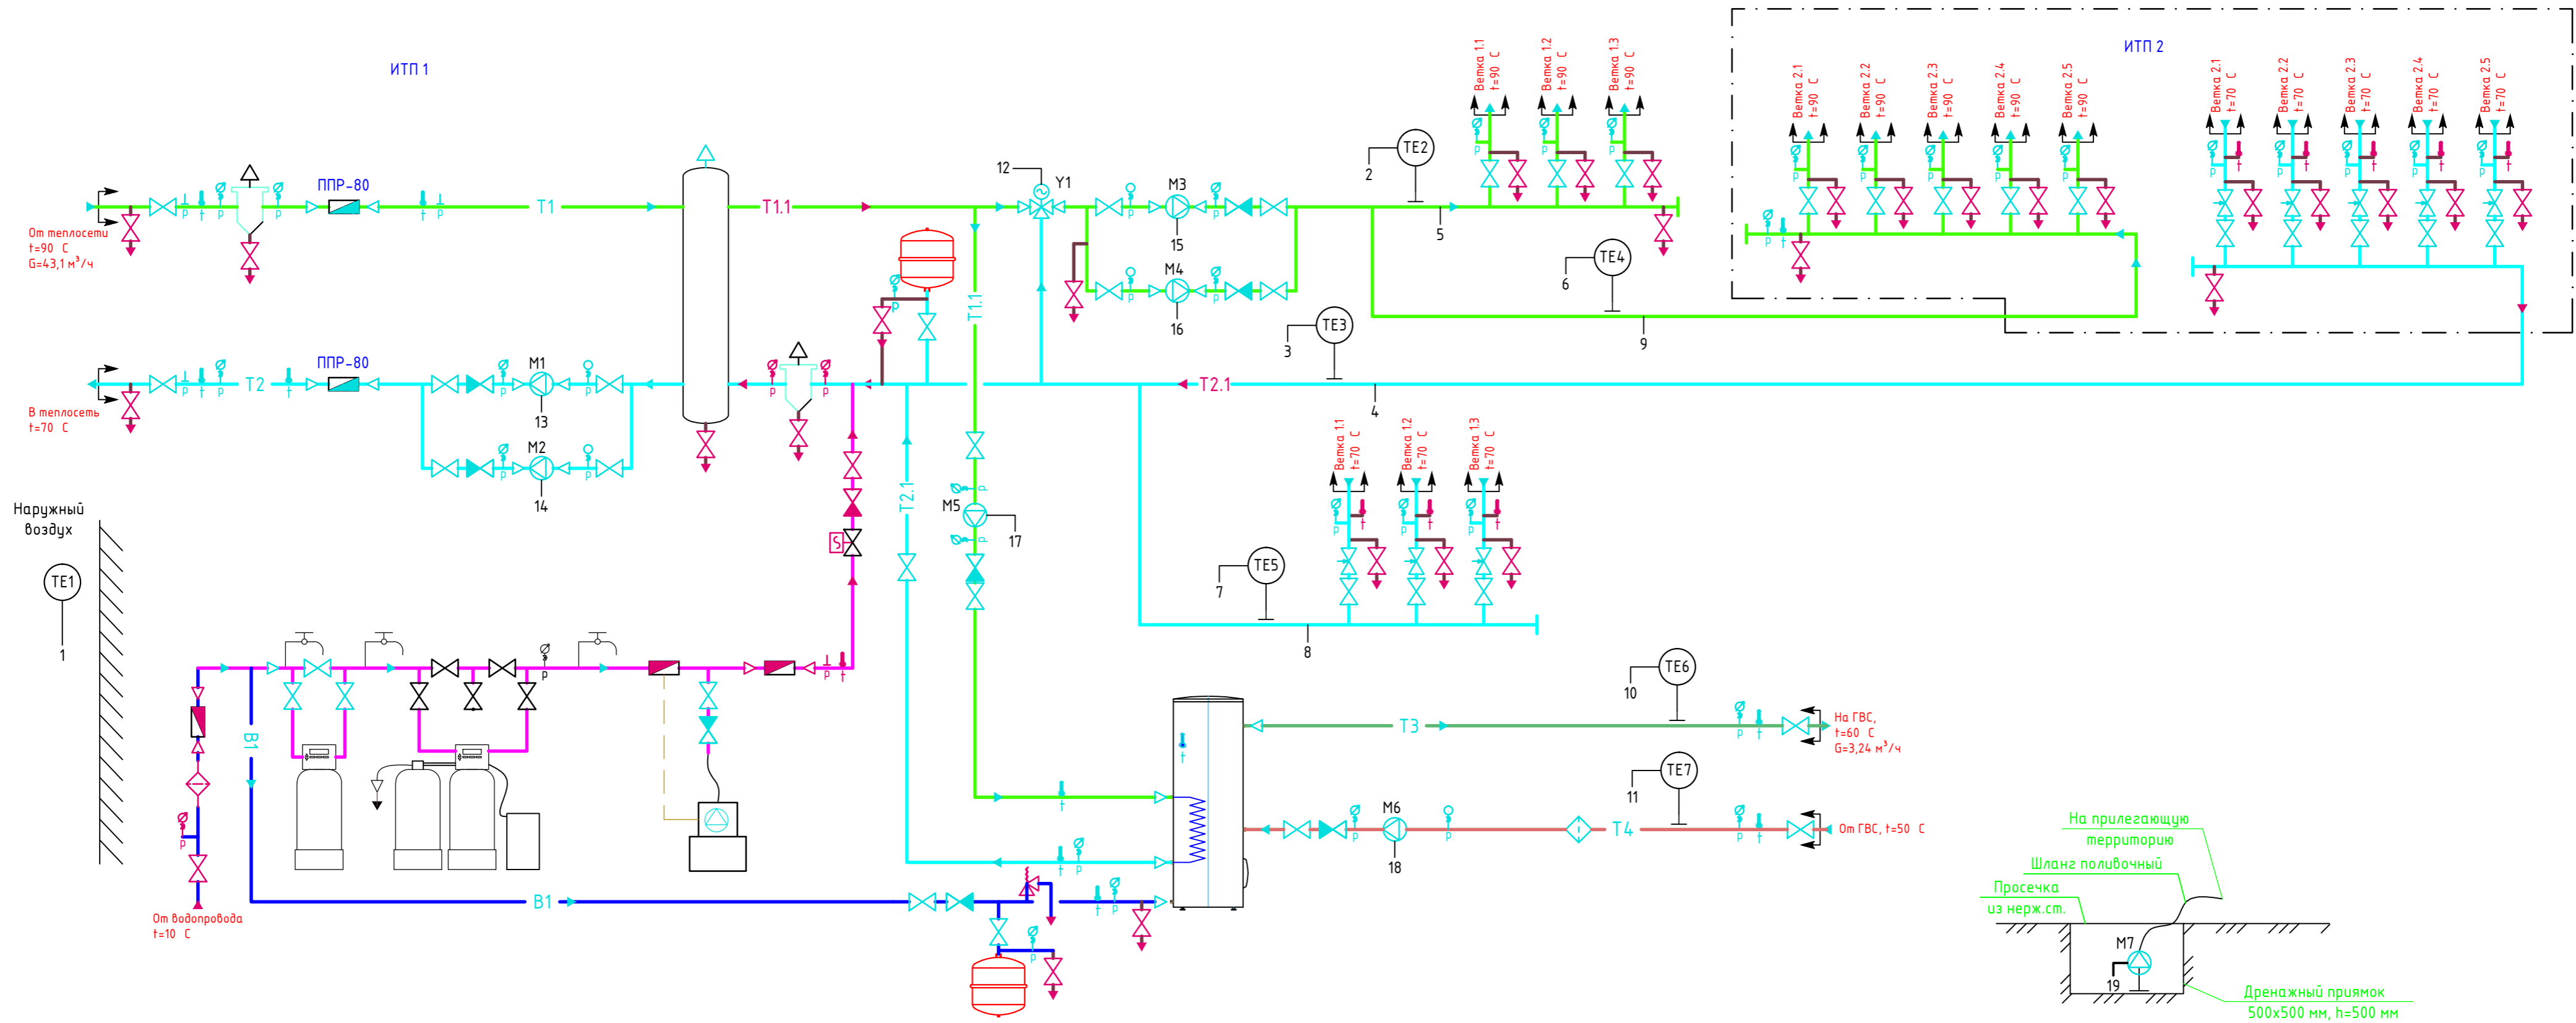 ИТП 1
ИТП 2
Ветка 1.1
t=90 С
Ветка 1.2
t=90 С
Ветка 1.3
t=90 С
Ветка 2.1
t=90 С
Ветка 2.2
t=90 С
Ветка 2.3
t=90 С
Ветка 2.4
t=90 С
Ветка 2.5
t=90 С
Ветка 2.1
t=70 С
Ветка 2.2
t=70 С
Ветка 2.3
t=70 С
Ветка 2.4
t=70 С
Ветка 2.5
t=70 С
От теплосети
t=90 С
G=43,1 м³/ч
ППР-80
T1
T1.1
12
Y1
M3
15
M4
16
TE2
2
5
TE4
6
9
TE3
3
4
T1.1
В теплосеть
t=70 С
T2
ППР-80
M1
13
M2
14
T2.1
T2.1
M5
17
Ветка 1.1
t=70 С
Ветка 1.2
t=70 С
Ветка 1.3
t=70 С
TE5
7
8
Наружный
воздух
TE1
1
B1
От водопровода
t=10 С
B1
T3
TE6
10
На ГВС,
t=60 С
G=3,24 м³/ч
M6
18
T4
TE7
11
От ГВС, t=50 С
На прилегающую
территорию
Шланг поливочный
Просечка
из нерж.ст.
M7
19
Дренажный приямок
500х500 мм, h=500 мм